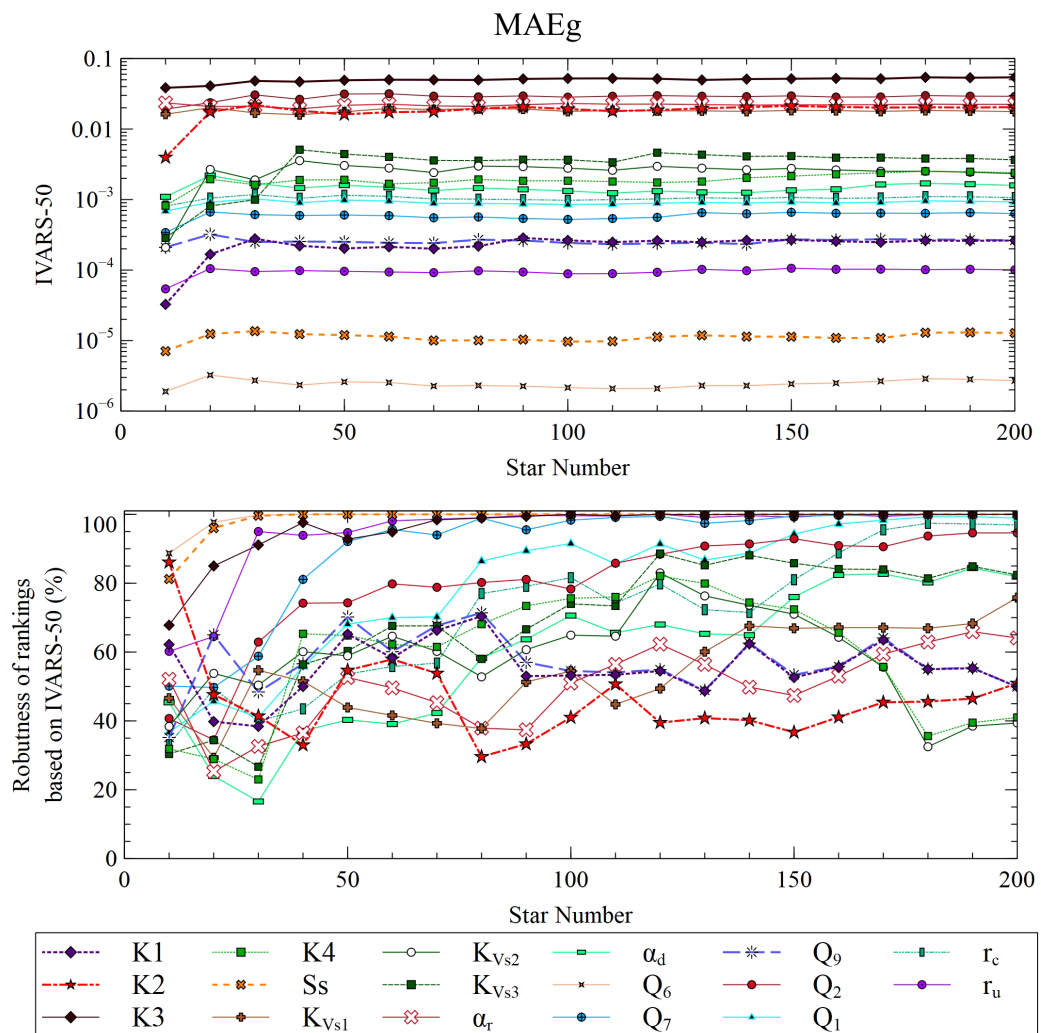 MAEg
0.1
0.01
10⁻³
10⁻⁴
10⁻⁵
10⁻⁶
IVARS-50
0 50 100 150 200
Star Number
100
80
60
40
20
0
Robutness of rankings
based on IVARS-50 (%)
0 50 100 150 200
Star Number
K1 K4 K_Vs2 α_d Q_9 r_c
K2 Ss K_Vs3 Q_6 Q_2 r_u
K3 K_Vs1 α_r Q_7 Q_1